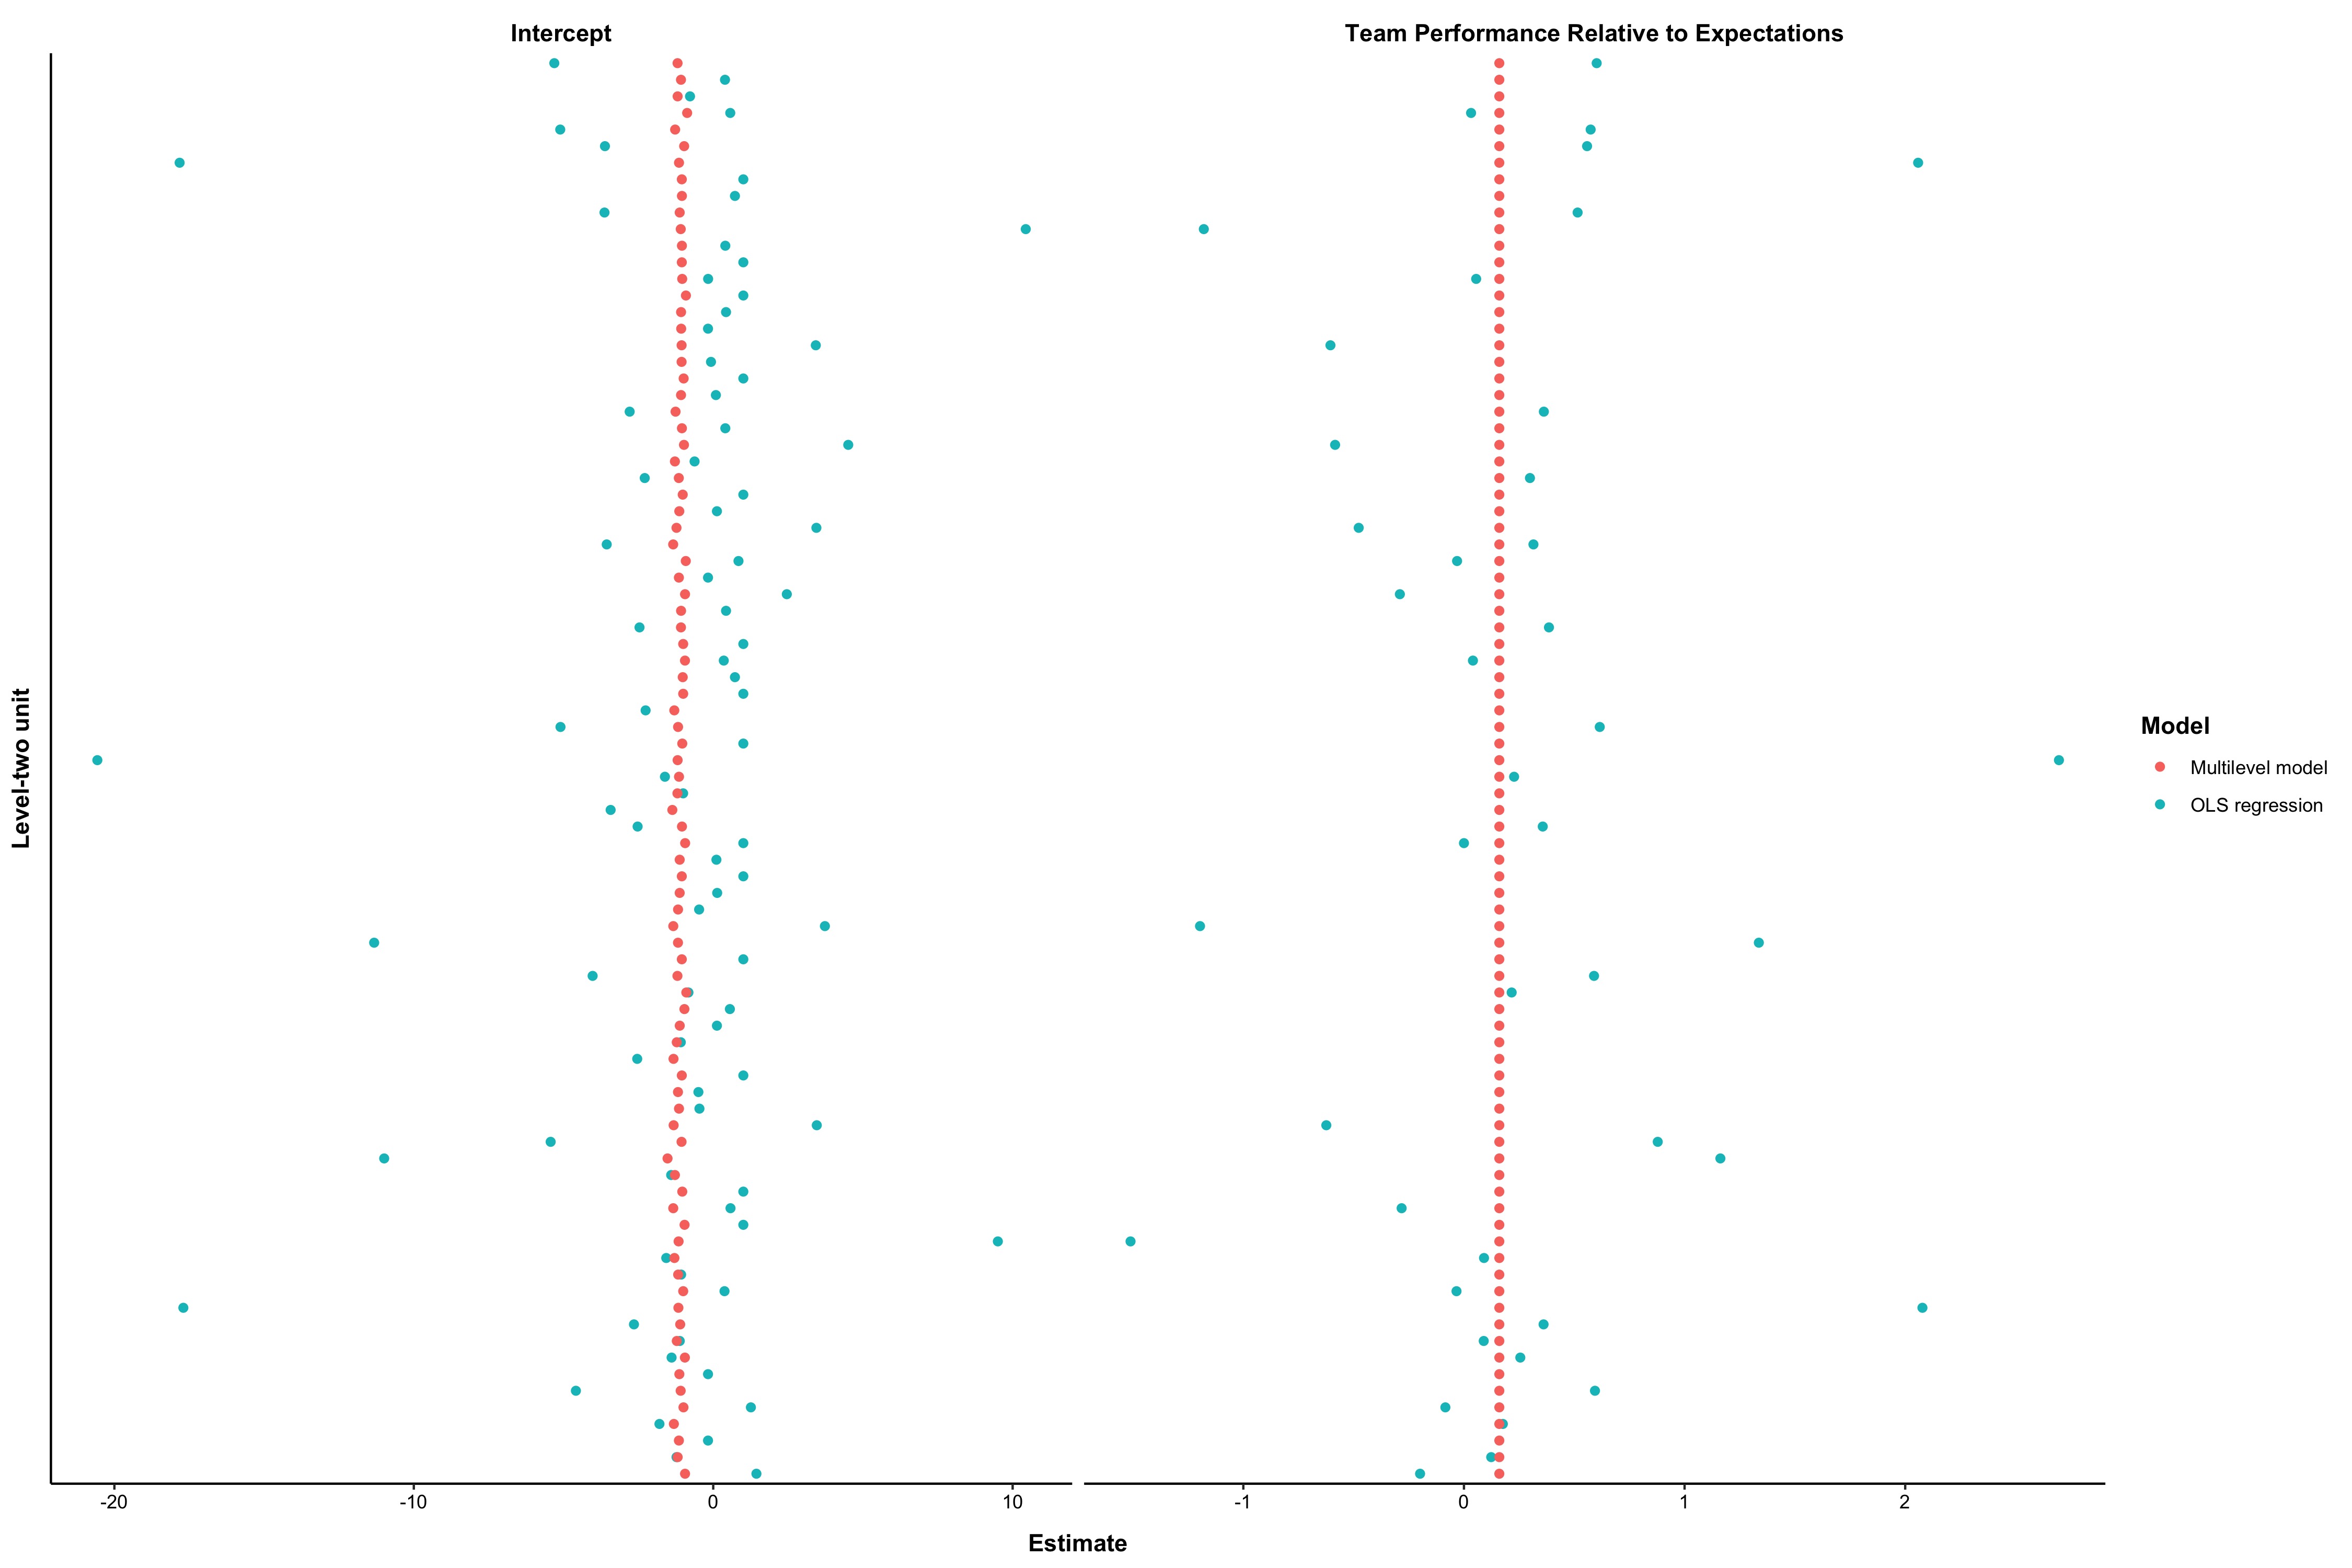 Intercept
Team Performance Relative to Expectations
Level-two unit
Model
Multilevel model
OLS regression
-20
-10
0
10
-1
0
1
2
Estimate